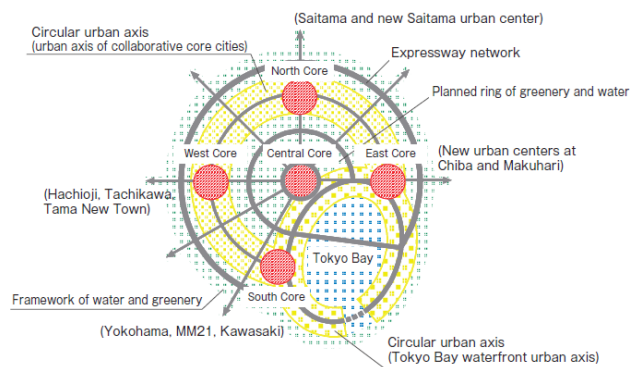 (Saitama and new Saitama urban center)
Circular urban axis
(urban axis of collaborative core cities)
Expressway network
North Core
Planned ring of greenery and water
West Core
Central Core
East Core
(New urban centers at
Chiba and Makuhari)
(Hachioji, Tachikawa,
Tama New Town)
Tokyo Bay
Framework of water and greenery
South Core
(Yokohama, MM21, Kawasaki)
Circular urban axis
(Tokyo Bay waterfront urban axis)